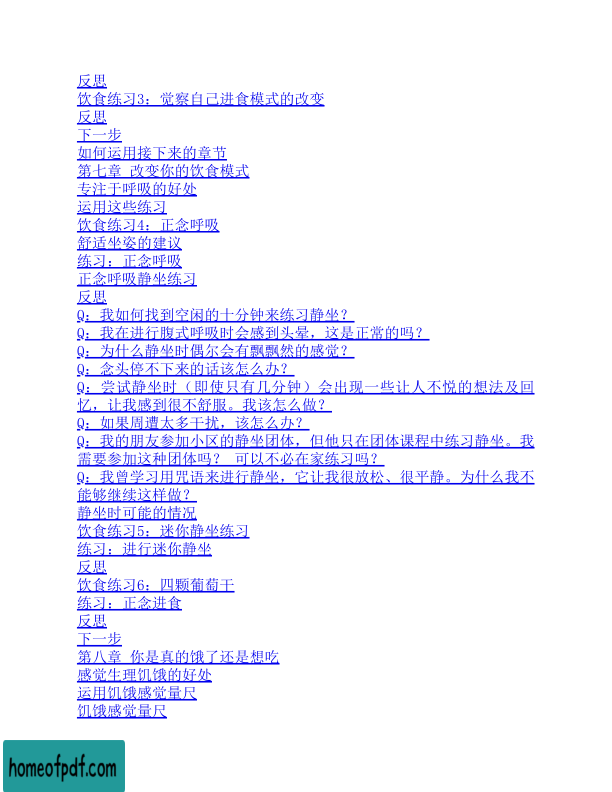 反思
饮食练习3：觉察自己进食模式的改变
反思
下一步
如何运用接下来的章节
第七章 改变你的饮食模式
专注于呼吸的好处
运用这些练习
饮食练习4：正念呼吸
舒适坐姿的建议
练习：正念呼吸
正念呼吸静坐练习
反思
Q：我如何找到空闲的十分钟来练习静坐？
Q：我在进行腹式呼吸时会感到头晕，这是正常的吗？
Q：为什么静坐时偶尔会有飘飘然的感觉？
Q：念头停不下来的话该怎么办？
Q：尝试静坐时（即使只有几分钟）会出现一些让人不悦的想法及回
忆，让我感到很不舒服。我该怎么做？
Q：如果周遭太多干扰，该怎么办？
Q：我的朋友参加小区的静坐团体，但他只在团体课程中练习静坐。我
需要参加这种团体吗？ 可以不必在家练习吗？
Q：我曾学习用咒语来进行静坐，它让我很放松、很平静。为什么我不
能够继续这样做？
静坐时可能的情况
饮食练习5：迷你静坐练习
练习：进行迷你静坐
反思
饮食练习6：四颗葡萄干
练习：正念进食
反思
下一步
第八章 你是真的饿了还是想吃
感觉生理饥饿的好处
运用饥饿感觉量尺
饥饿感觉量尺
homeofpdf.com